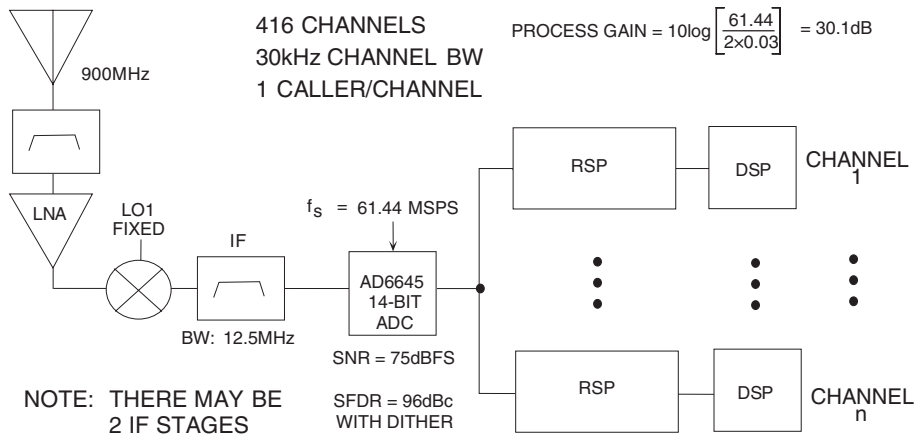 416 CHANNELS
30kHz CHANNEL BW
1 CALLER/CHANNEL
PROCESS GAIN = 10log[61.44/2×0.03] = 30.1dB
900MHz
LNA
LO1
FIXED
IF
BW: 12.5MHz
fs = 61.44 MSPS
AD6645
14-BIT
ADC
SNR = 75dBFS
SFDR = 96dBc
WITH DITHER
RSP
DSP
CHANNEL
1
RSP
DSP
CHANNEL
n
NOTE: THERE MAY BE
2 IF STAGES